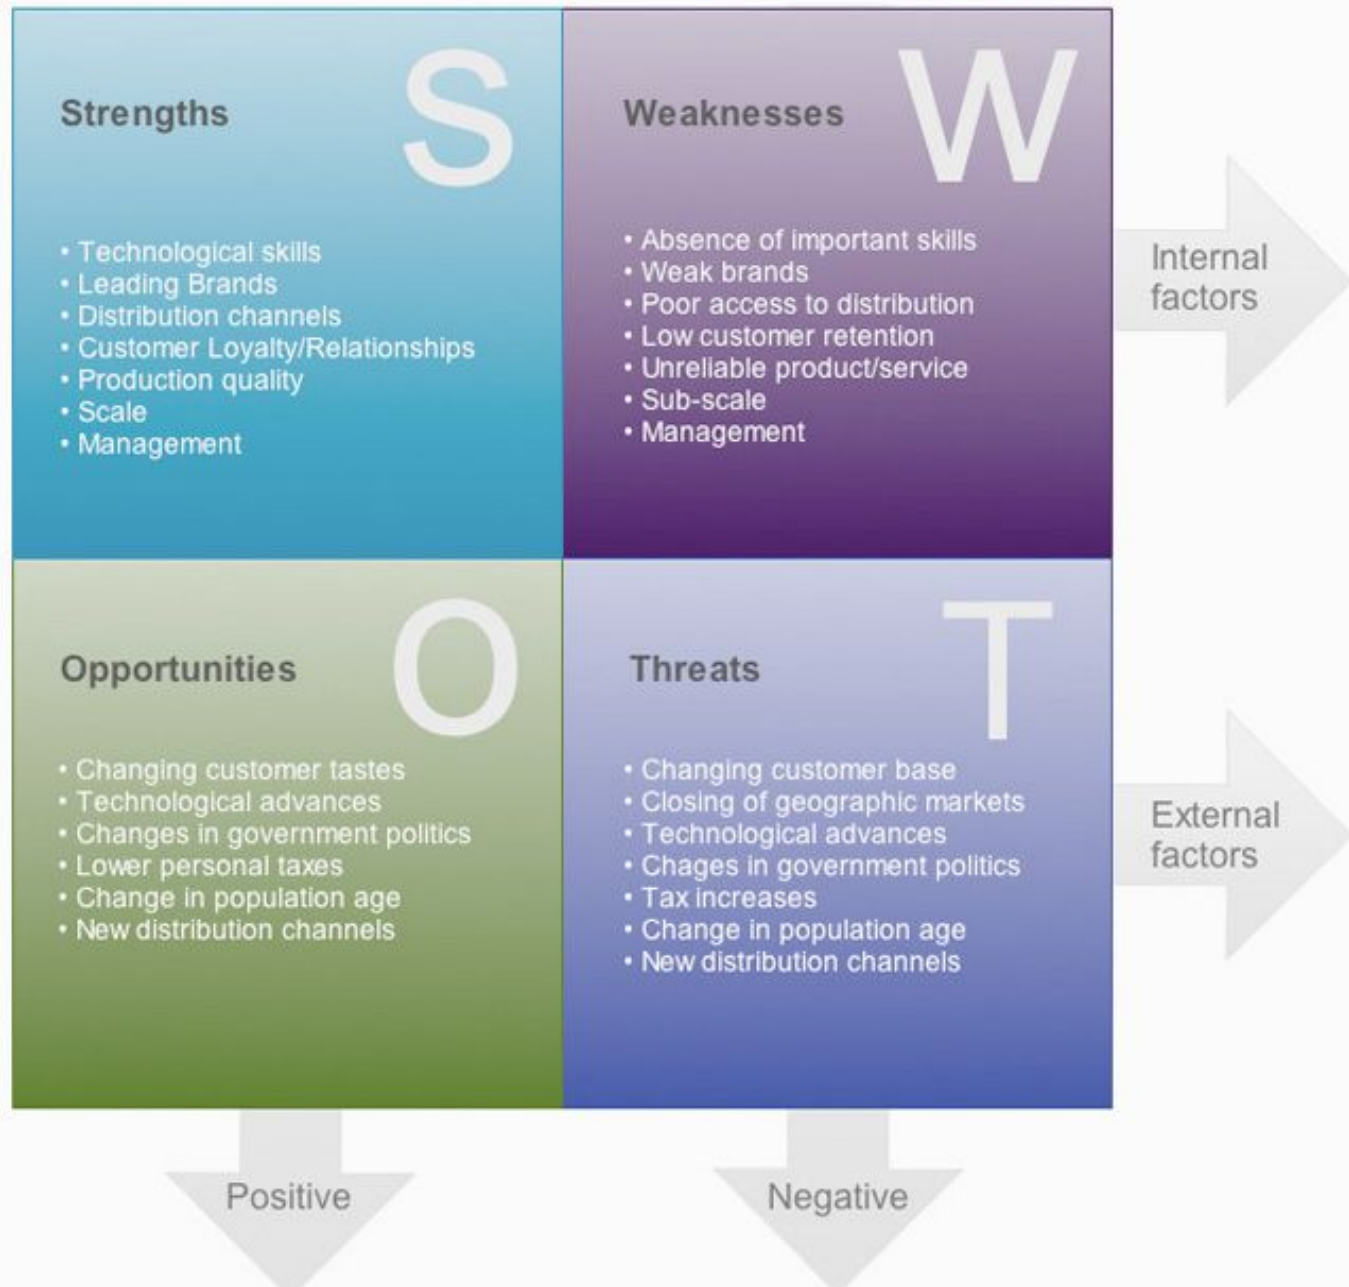 S
Strengths
• Technological skills
• Leading Brands
• Distribution channels
• Customer Loyalty/Relationships
• Production quality
• Scale
• Management
W
Weaknesses
• Absence of important skills
• Weak brands
• Poor access to distribution
• Low customer retention
• Unreliable product/service
• Sub-scale
• Management
Internal
factors
O
Opportunities
• Changing customer tastes
• Technological advances
• Changes in government politics
• Lower personal taxes
• Change in population age
• New distribution channels
T
Threats
• Changing customer base
• Closing of geographic markets
• Technological advances
• Chages in government politics
• Tax increases
• Change in population age
• New distribution channels
External
factors
Positive
Negative